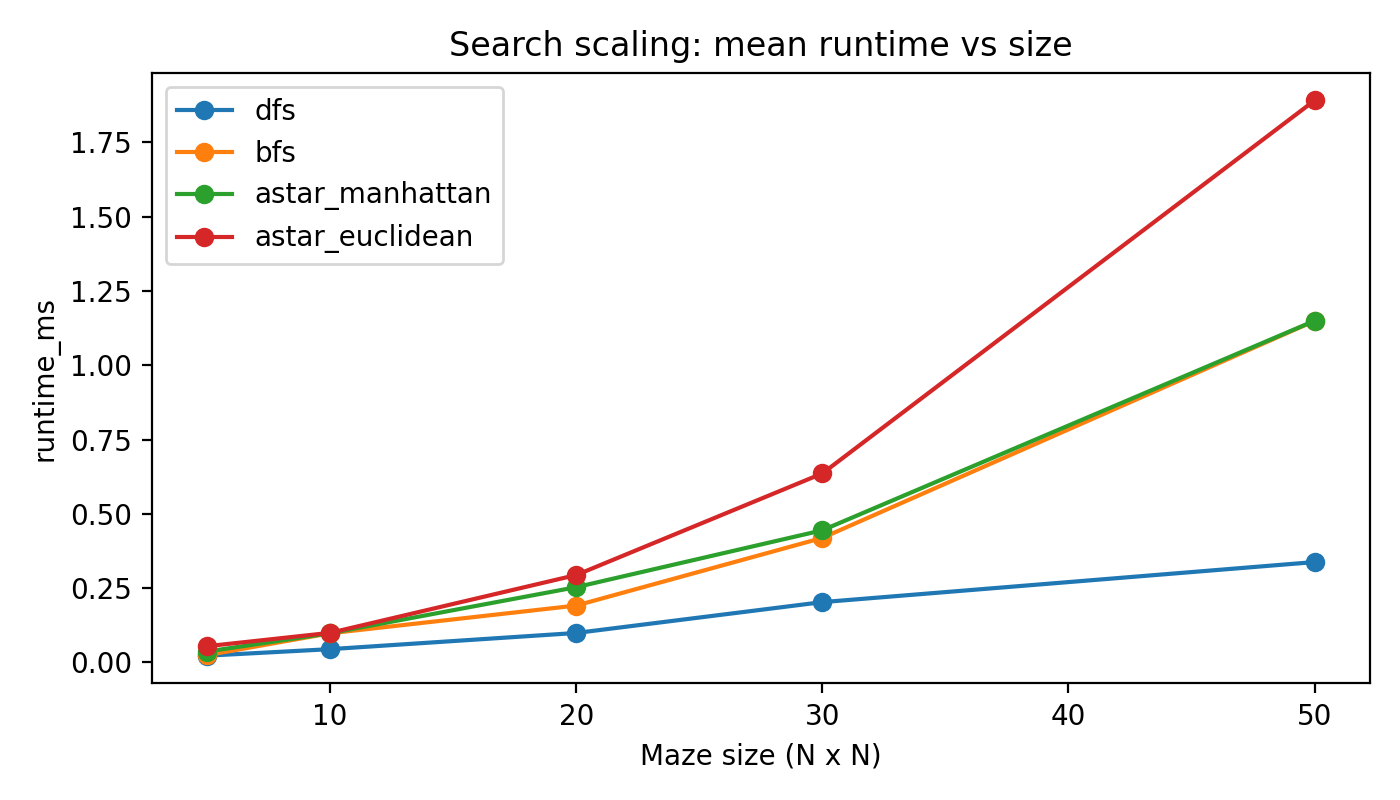 Search scaling: mean runtime vs size
dfs
bfs
astar_manhattan
astar_euclidean
runtime_ms
1.75
1.50
1.25
1.00
0.75
0.50
0.25
0.00
10 20 30 40 50
Maze size (N x N)